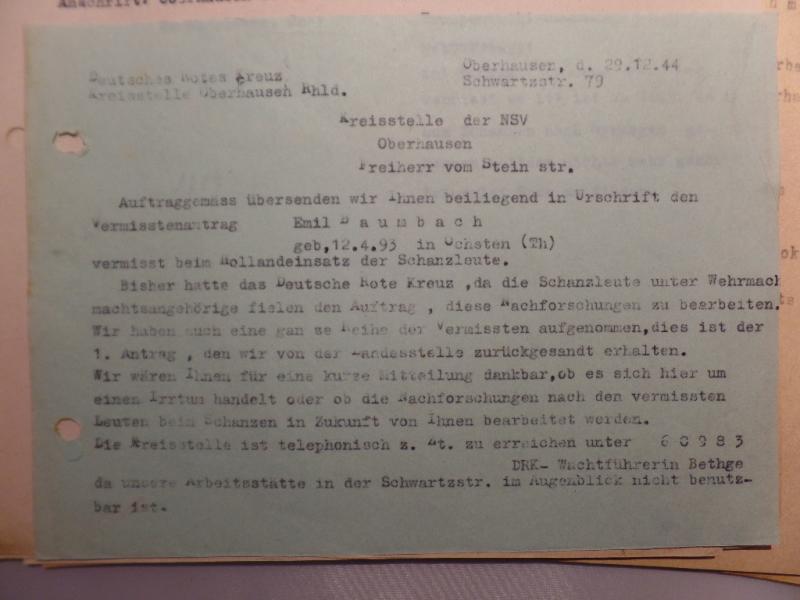 Anschrift:
Deutsches Rotes Kreuz
Kreisstelle Oberhausen Rhld.
Oberhausen, d. 29.12.44
Schwartzstr. 79
Kreisstelle der NSV
Oberhausen
Freiherr vom Stein str.
Auftraggemäss übersenden wir Ihnen beiliegend in Urschrift den
Vermisstenantrag Emil Baumbach
geb,12.4.93 in Ochsten (Th)
vermisst beim Hollandeinsatz der Schanzleute.
Bisher hatte das Deutsche Rote Kreuz ,da die Schanzleute unter Wehrmach
machtsangehörige fielen den Auftrag , diese Nachforschungen zu bearbeiten.
Wir haben auch eine gan ze Reihe der Vermissten aufgenommen,dies ist der
1. Antrag , den wir von der Landesstelle zurückgesandt erhalten.
Wir wären Ihnen für eine kurze Mitteilung dankbar,ob es sich hier um
einen Irrtum handelt oder ob die Nachforschungen nach den vermissten
Leuten beim Schanzen in Zukunft von Ihnen bearbeitet werden.
Die Kreisstelle ist telephonisch z. Zt. zu erreichen unter 60983
DRK- Wachtführerin Bethge
da unsere Arbeitsstätte in der Schwartzstr. im Augenblick nicht benutz-
bar ist.